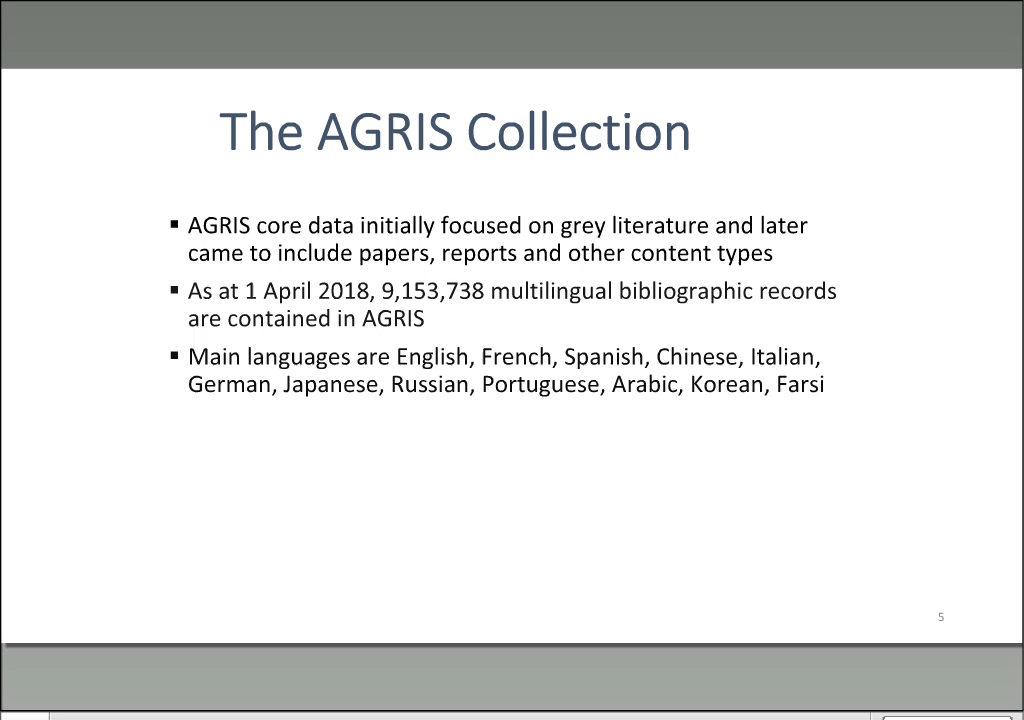 The AGRIS Collection
▪ AGRIS core data initially focused on grey literature and later
came to include papers, reports and other content types
▪ As at 1 April 2018, 9,153,738 multilingual bibliographic records
are contained in AGRIS
▪ Main languages are English, French, Spanish, Chinese, Italian,
German, Japanese, Russian, Portuguese, Arabic, Korean, Farsi
5